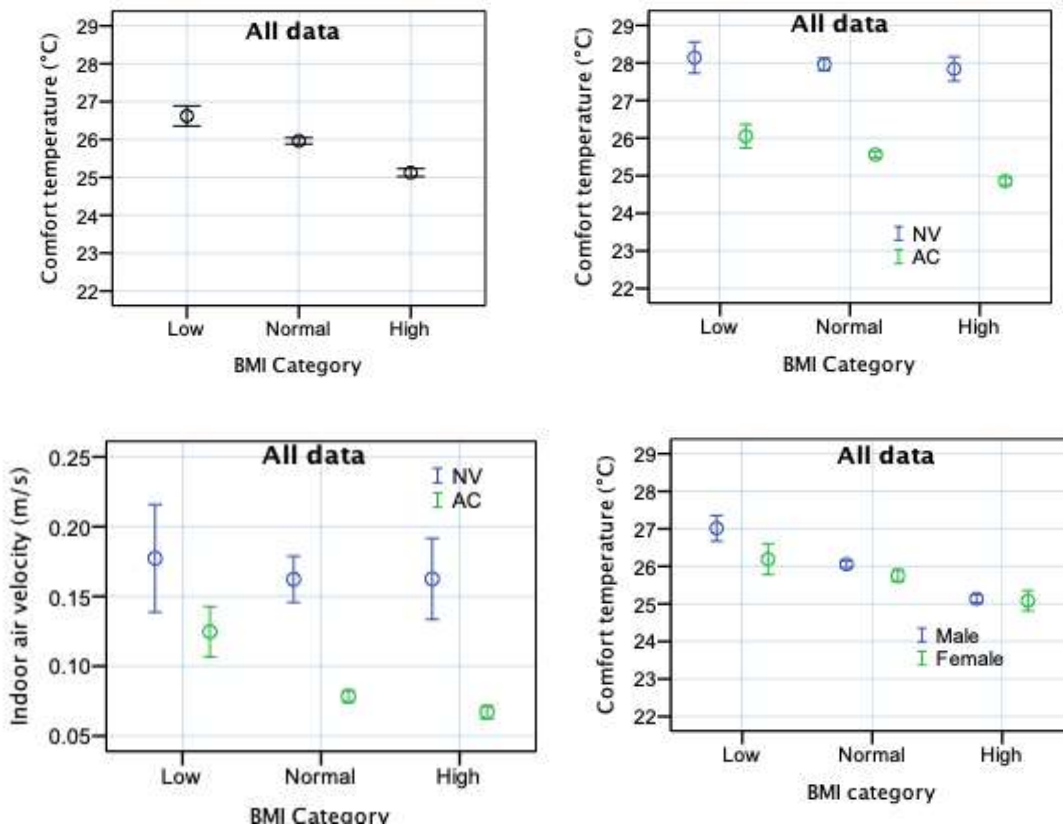 All data
Comfort temperature (°C)
29
28
27
26
25
24
23
22
Low Normal High
BMI Category
All data
Comfort temperature (°C)
29
28
27
26
25
24
23
22
NV
AC
Low Normal High
BMI Category
All data
Indoor air velocity (m/s)
0.25
0.20
0.15
0.10
0.05
NV
AC
Low Normal High
BMI Category
All data
Comfort temperature (°C)
29
28
27
26
25
24
23
22
Male
Female
Low Normal High
BMI category